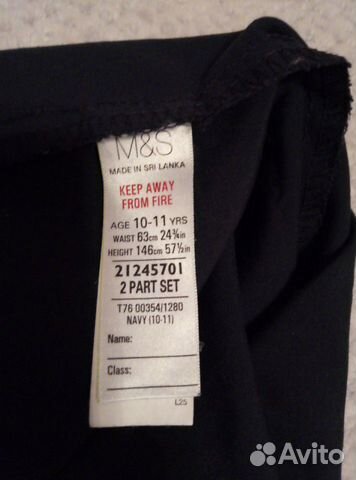 M&S
MADE IN SRI LANKA
KEEP AWAY
FROM FIRE
AGE 10-11 YRS
WAIST 63cm 24¾in
HEIGHT 146cm 57½in
21245701
2 PART SET
T76 00354/1280
NAVY (10-11)
Name:
Class:
L25
Avito